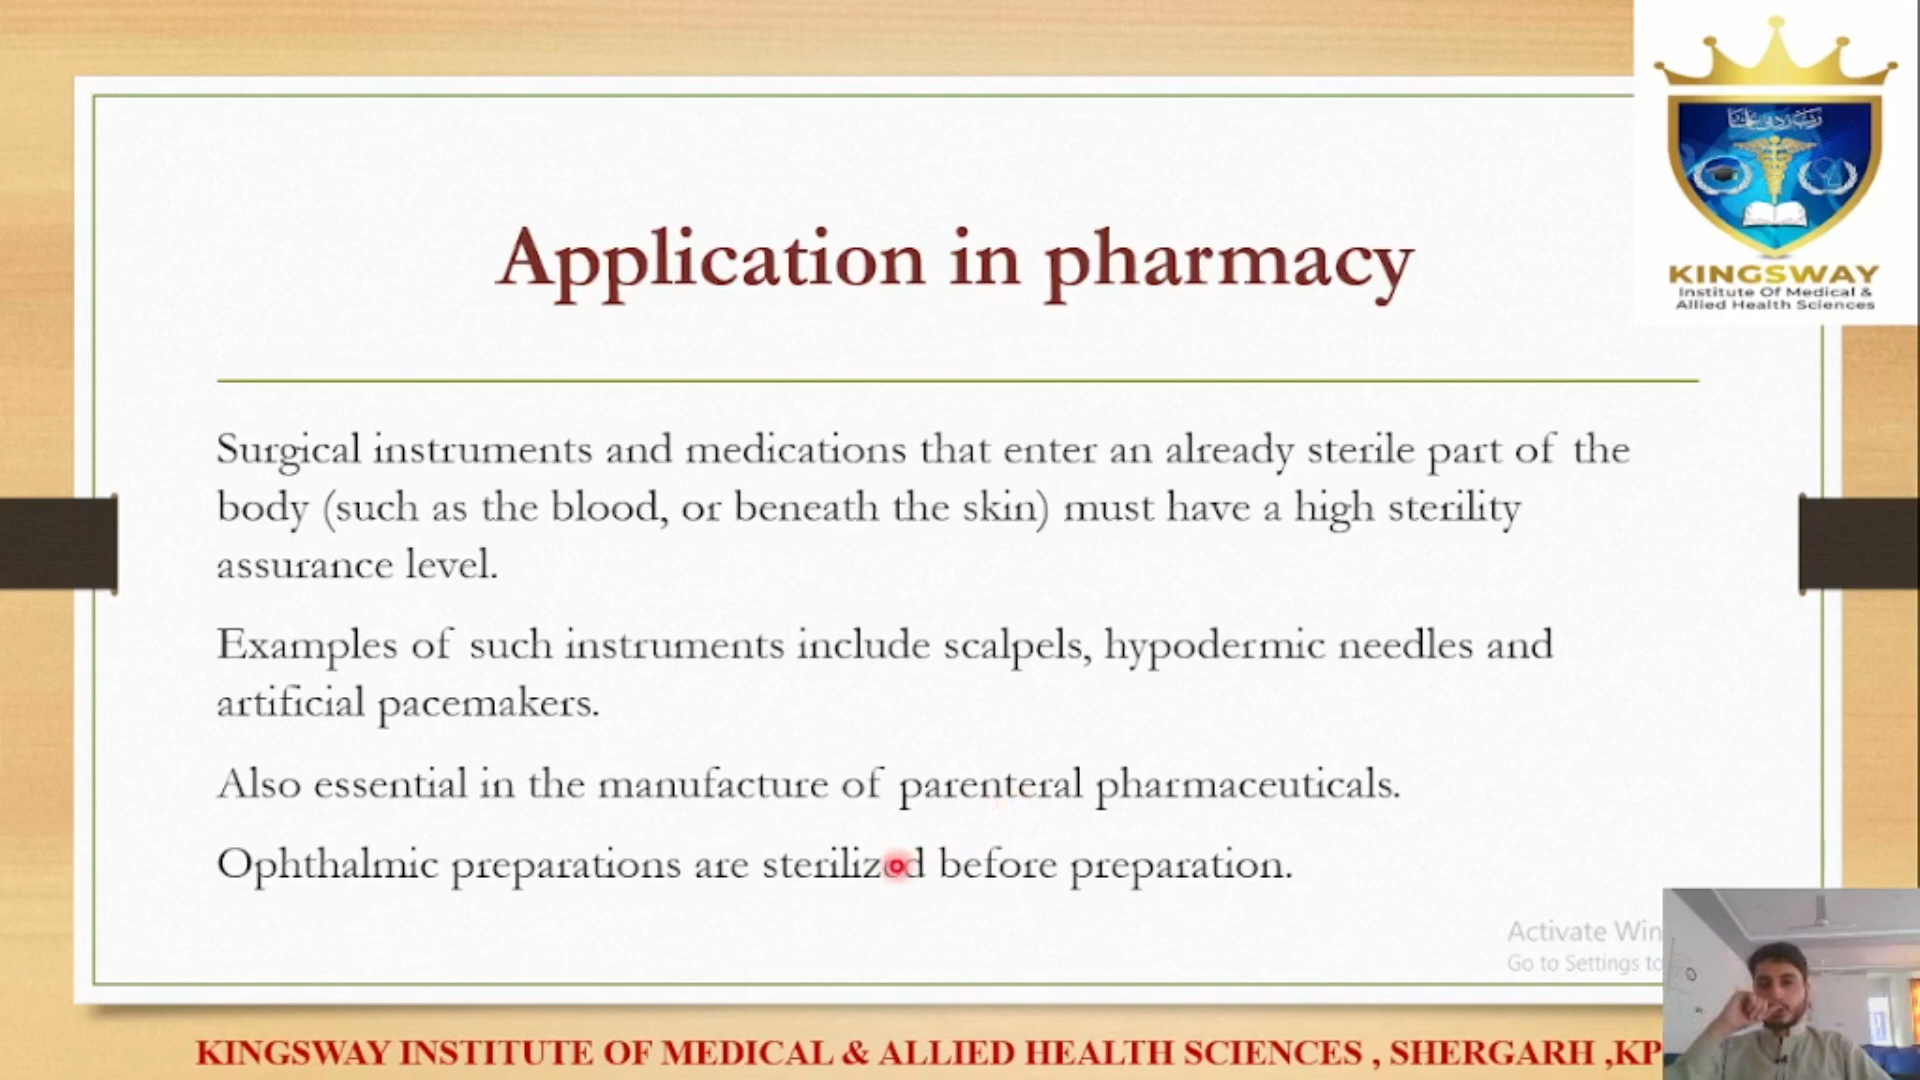 Application in pharmacy
Surgical instruments and medications that enter an already sterile part of the
body (such as the blood, or beneath the skin) must have a high sterility
assurance level.
Examples of such instruments include scalpels, hypodermic needles and
artificial pacemakers.
Also essential in the manufacture of parenteral pharmaceuticals.
Ophthalmic preparations are sterilized before preparation.
KINGSWAY
Institute Of Medical &
Allied Health Sciences
Activate Win
Go to Settings to
KINGSWAY INSTITUTE OF MEDICAL & ALLIED HEALTH SCIENCES , SHERGARH ,KP